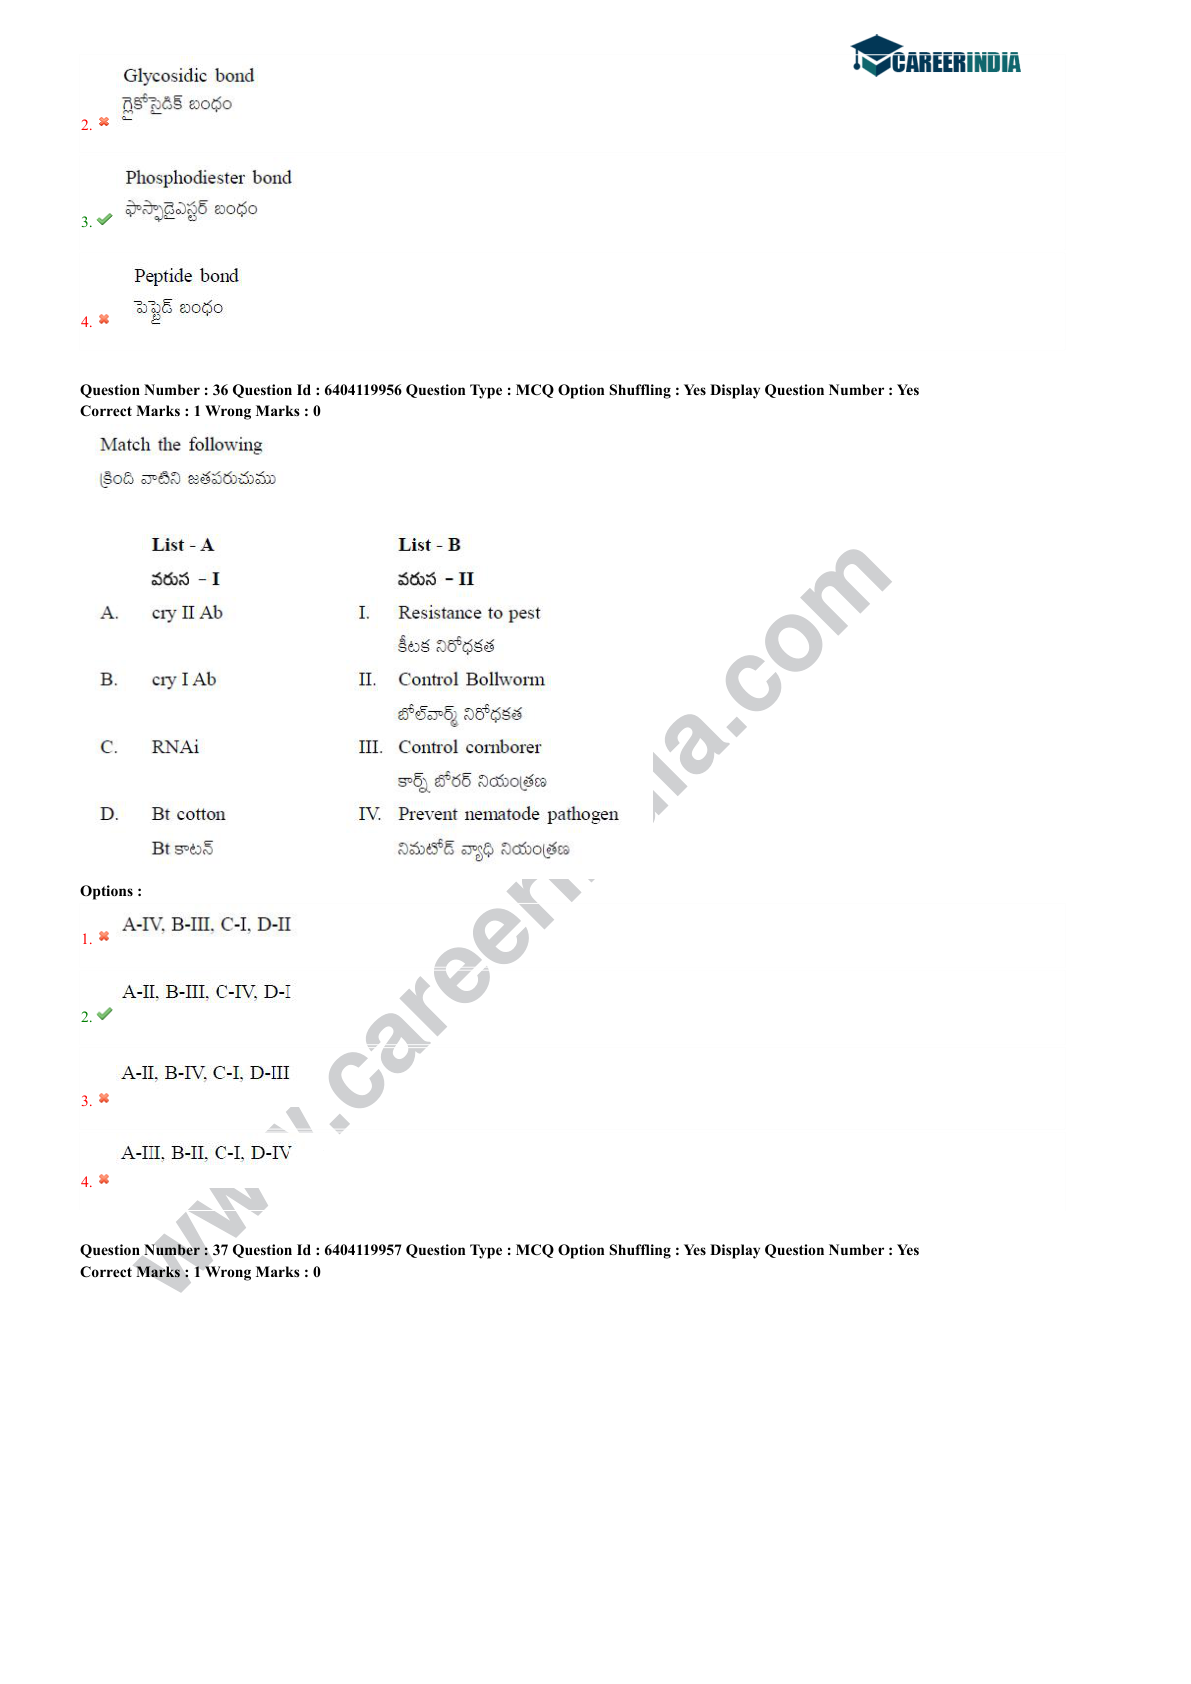 CAREERINDIA
Glycosidic bond
గ్లైకోసైడిక్ బంధం
2.
Phosphodiester bond
ఫాస్ఫాడైఎస్టర్ బంధం
3.
Peptide bond
పెప్టైడ్ బంధం
4.
Question Number : 36 Question Id : 6404119956 Question Type : MCQ Option Shuffling : Yes Display Question Number : Yes
Correct Marks : 1 Wrong Marks : 0
Match the following
క్రింది వాటిని జతపరుచుము
List - A List - B
వరుస - I వరుస - II
A. cry II Ab I. Resistance to pest
కీటక నిరోధకత
B. cry I Ab II. Control Bollworm
బోల్‌వార్మ్ నిరోధకత
C. RNAi III. Control cornborer
కార్న్ బోరర్ నియంత్రణ
D. Bt cotton IV. Prevent nematode pathogen
Bt కాటన్ నిమటోడ్ వ్యాధి నియంత్రణ
Options :
A-IV, B-III, C-I, D-II
1.
A-II, B-III, C-IV, D-I
2.
A-II, B-IV, C-I, D-III
3.
A-III, B-II, C-I, D-IV
4.
Question Number : 37 Question Id : 6404119957 Question Type : MCQ Option Shuffling : Yes Display Question Number : Yes
Correct Marks : 1 Wrong Marks : 0